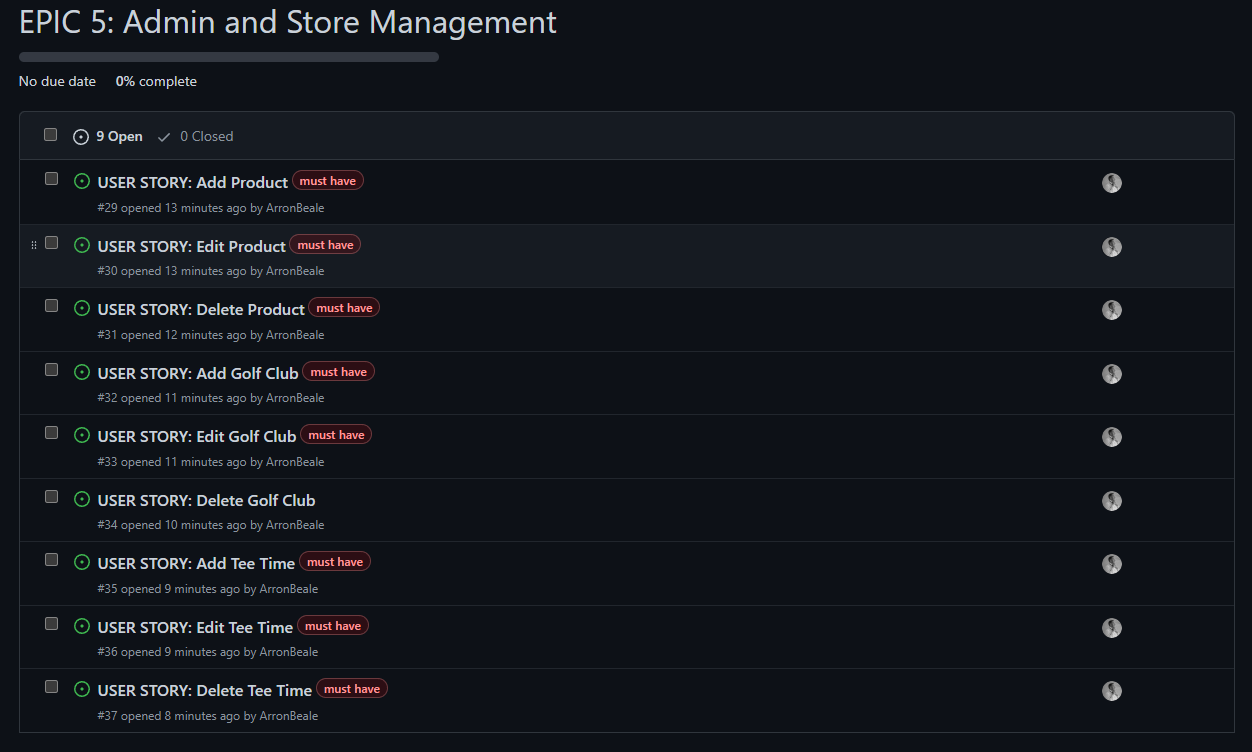 EPIC 5: Admin and Store Management
No due date 0% complete
9 Open 0 Closed
USER STORY: Add Product must have
#29 opened 13 minutes ago by ArronBeale
USER STORY: Edit Product must have
#30 opened 13 minutes ago by ArronBeale
USER STORY: Delete Product must have
#31 opened 12 minutes ago by ArronBeale
USER STORY: Add Golf Club must have
#32 opened 11 minutes ago by ArronBeale
USER STORY: Edit Golf Club must have
#33 opened 11 minutes ago by ArronBeale
USER STORY: Delete Golf Club
#34 opened 10 minutes ago by ArronBeale
USER STORY: Add Tee Time must have
#35 opened 9 minutes ago by ArronBeale
USER STORY: Edit Tee Time must have
#36 opened 9 minutes ago by ArronBeale
USER STORY: Delete Tee Time must have
#37 opened 8 minutes ago by ArronBeale